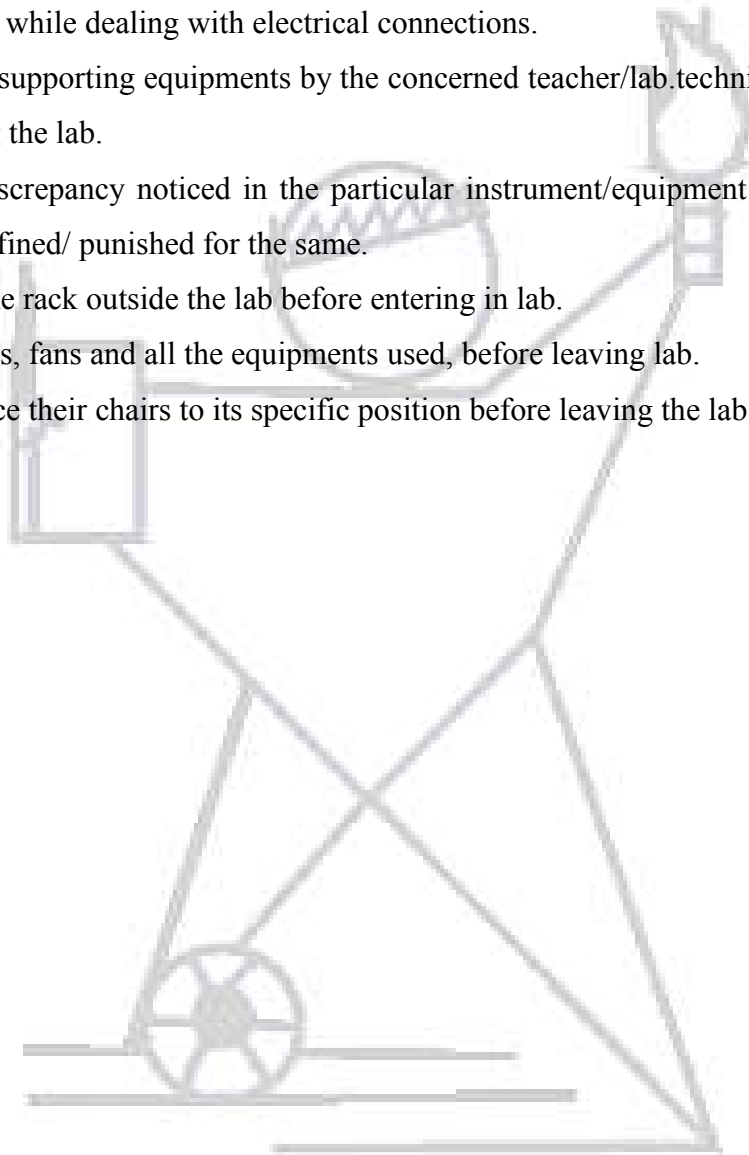 while dealing with electrical connections.
supporting equipments by the concerned teacher/lab.techni
the lab.
screpancy noticed in the particular instrument/equipment
fined/ punished for the same.
e rack outside the lab before entering in lab.
s, fans and all the equipments used, before leaving lab.
ce their chairs to its specific position before leaving the lab